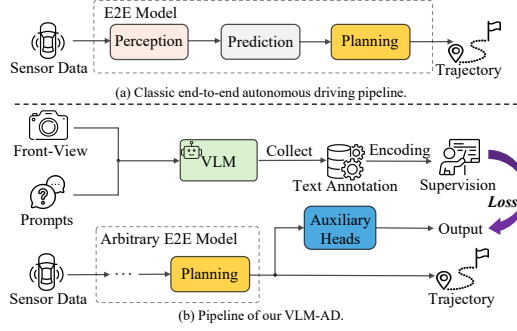 E2E Model
Perception
Prediction
Planning
Sensor Data
Trajectory
(a) Classic end-to-end autonomous driving pipeline.
Front-View
VLM
Collect
Encoding
Text Annotation
Supervision
Prompts
Loss
Auxiliary
Heads
Output
Arbitrary E2E Model
...
Planning
Sensor Data
Trajectory
(b) Pipeline of our VLM-AD.